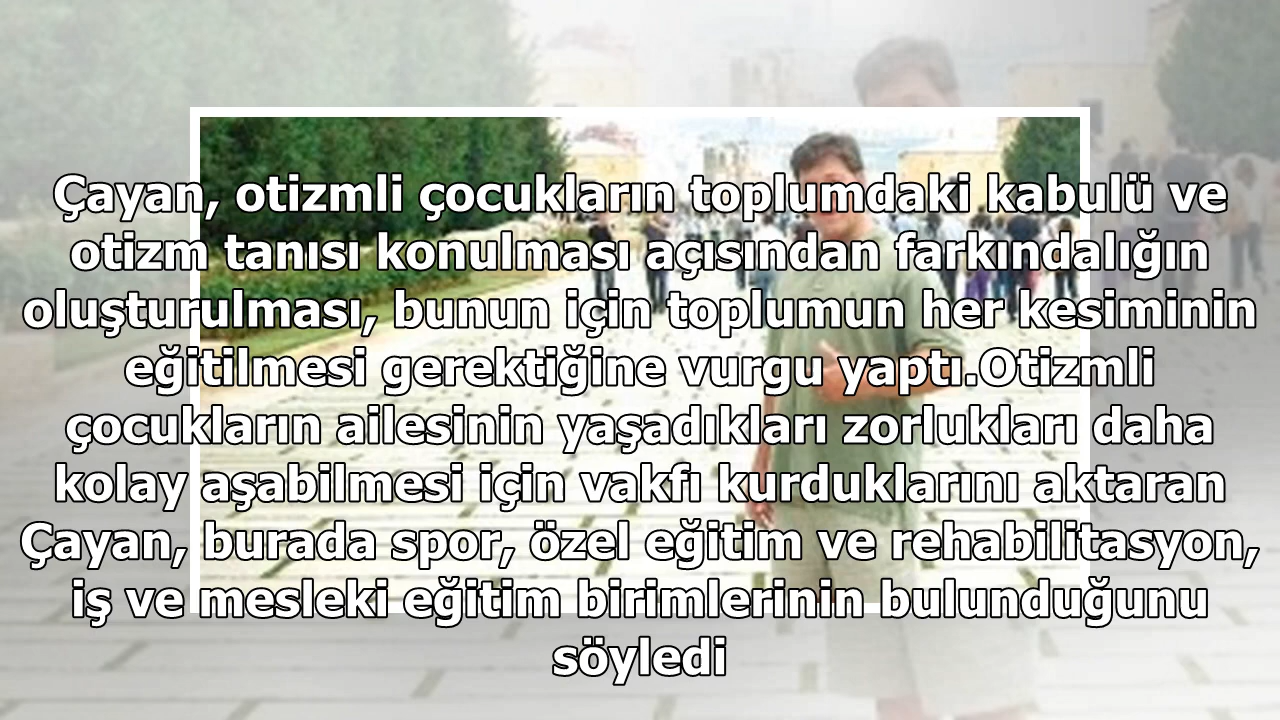 Çayan, otizmli çocukların toplumdaki kabulü ve
otizm tanısı konulması açısından farkındalığın
oluşturulması, bunun için toplumun her kesiminin
eğitilmesi gerektiğine vurgu yaptı.Otizmli
çocukların ailesinin yaşadıkları zorlukları daha
kolay aşabilmesi için vakfı kurduklarını aktaran
Çayan, burada spor, özel eğitim ve rehabilitasyon,
iş ve mesleki eğitim birimlerinin bulunduğunu
söyledi